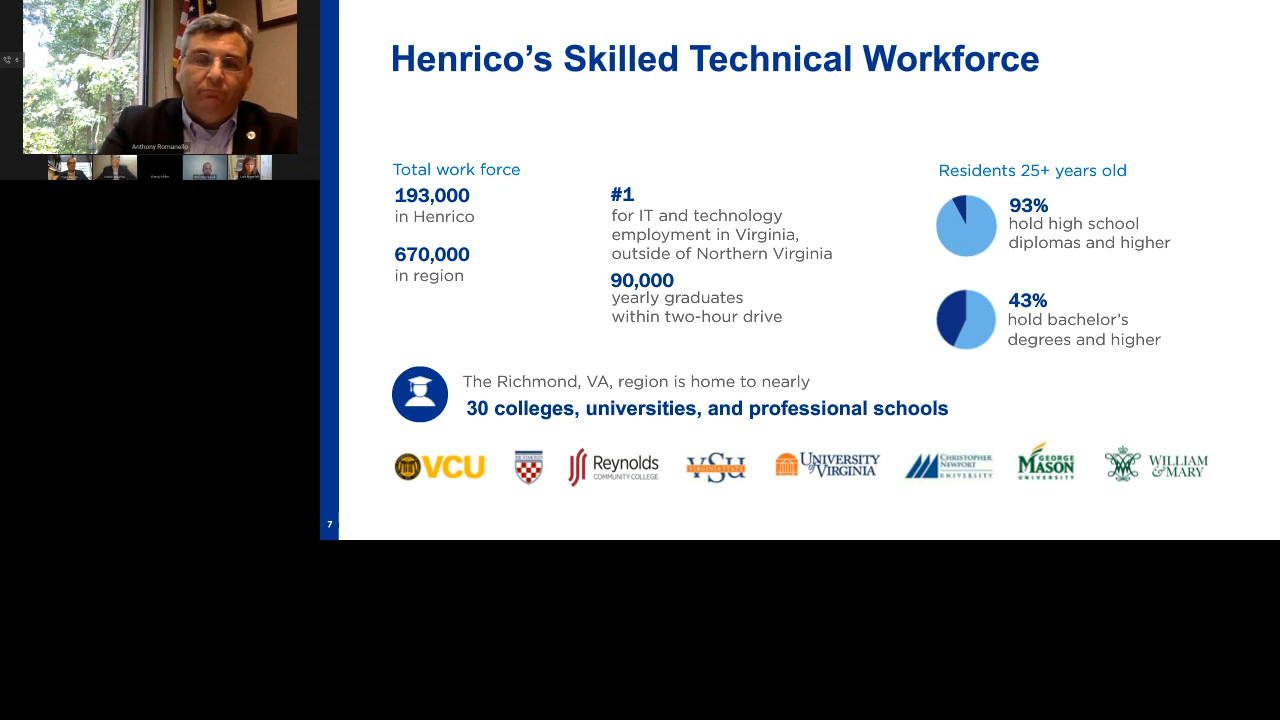 6
Anthony Romanello
Henrico's Skilled Technical Workforce
Total work force
193,000
in Henrico
670,000
in region
#1
for IT and technology
employment in Virginia,
outside of Northern Virginia
90,000
yearly graduates
within two-hour drive
Residents 25+ years old
93%
hold high school
diplomas and higher
43%
hold bachelor's
degrees and higher
The Richmond, VA, region is home to nearly
30 colleges, universities, and professional schools
VCU
RICHMOND
Reynolds
COMMUNITY COLLEGE
VSU
VIRGINIA STATE
UNIVERSITY
of VIRGINIA
CHRISTOPHER
NEWPORT
UNIVERSITY
GEORGE
MASON
UNIVERSITY
WILLIAM
& MARY
7